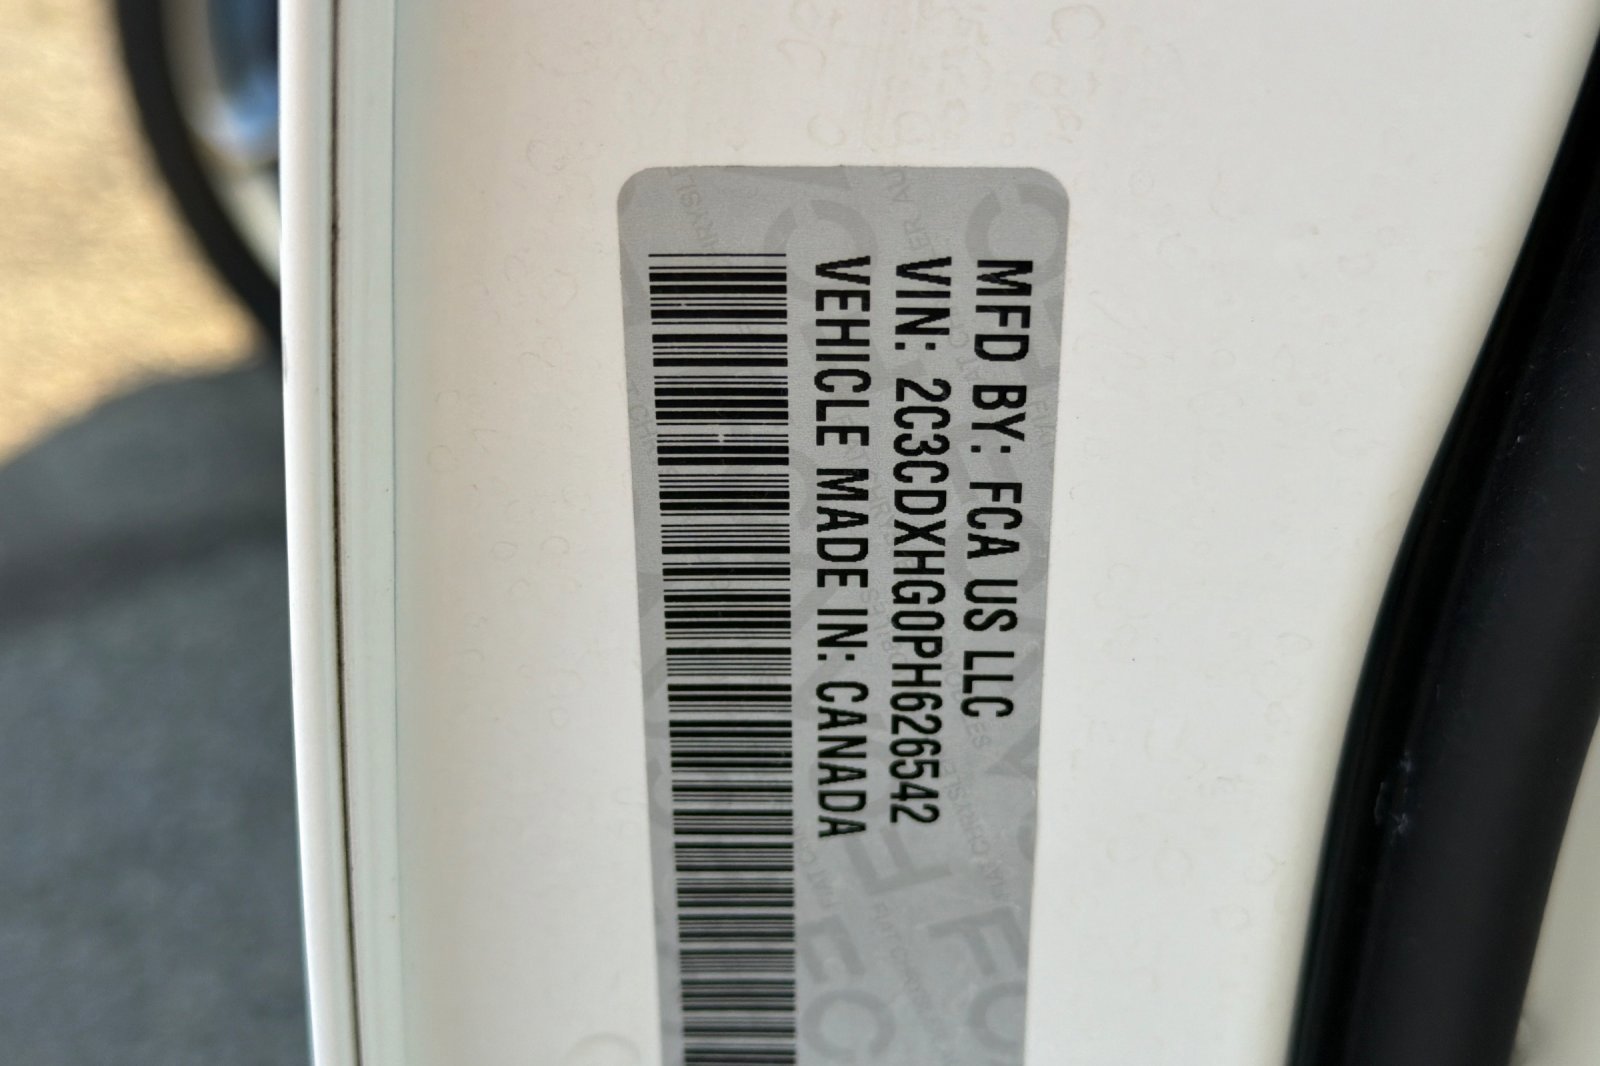 MFD BY: FCA US LLC
VIN: 2C3CDXHG0PH626542
VEHICLE MADE IN: CANADA